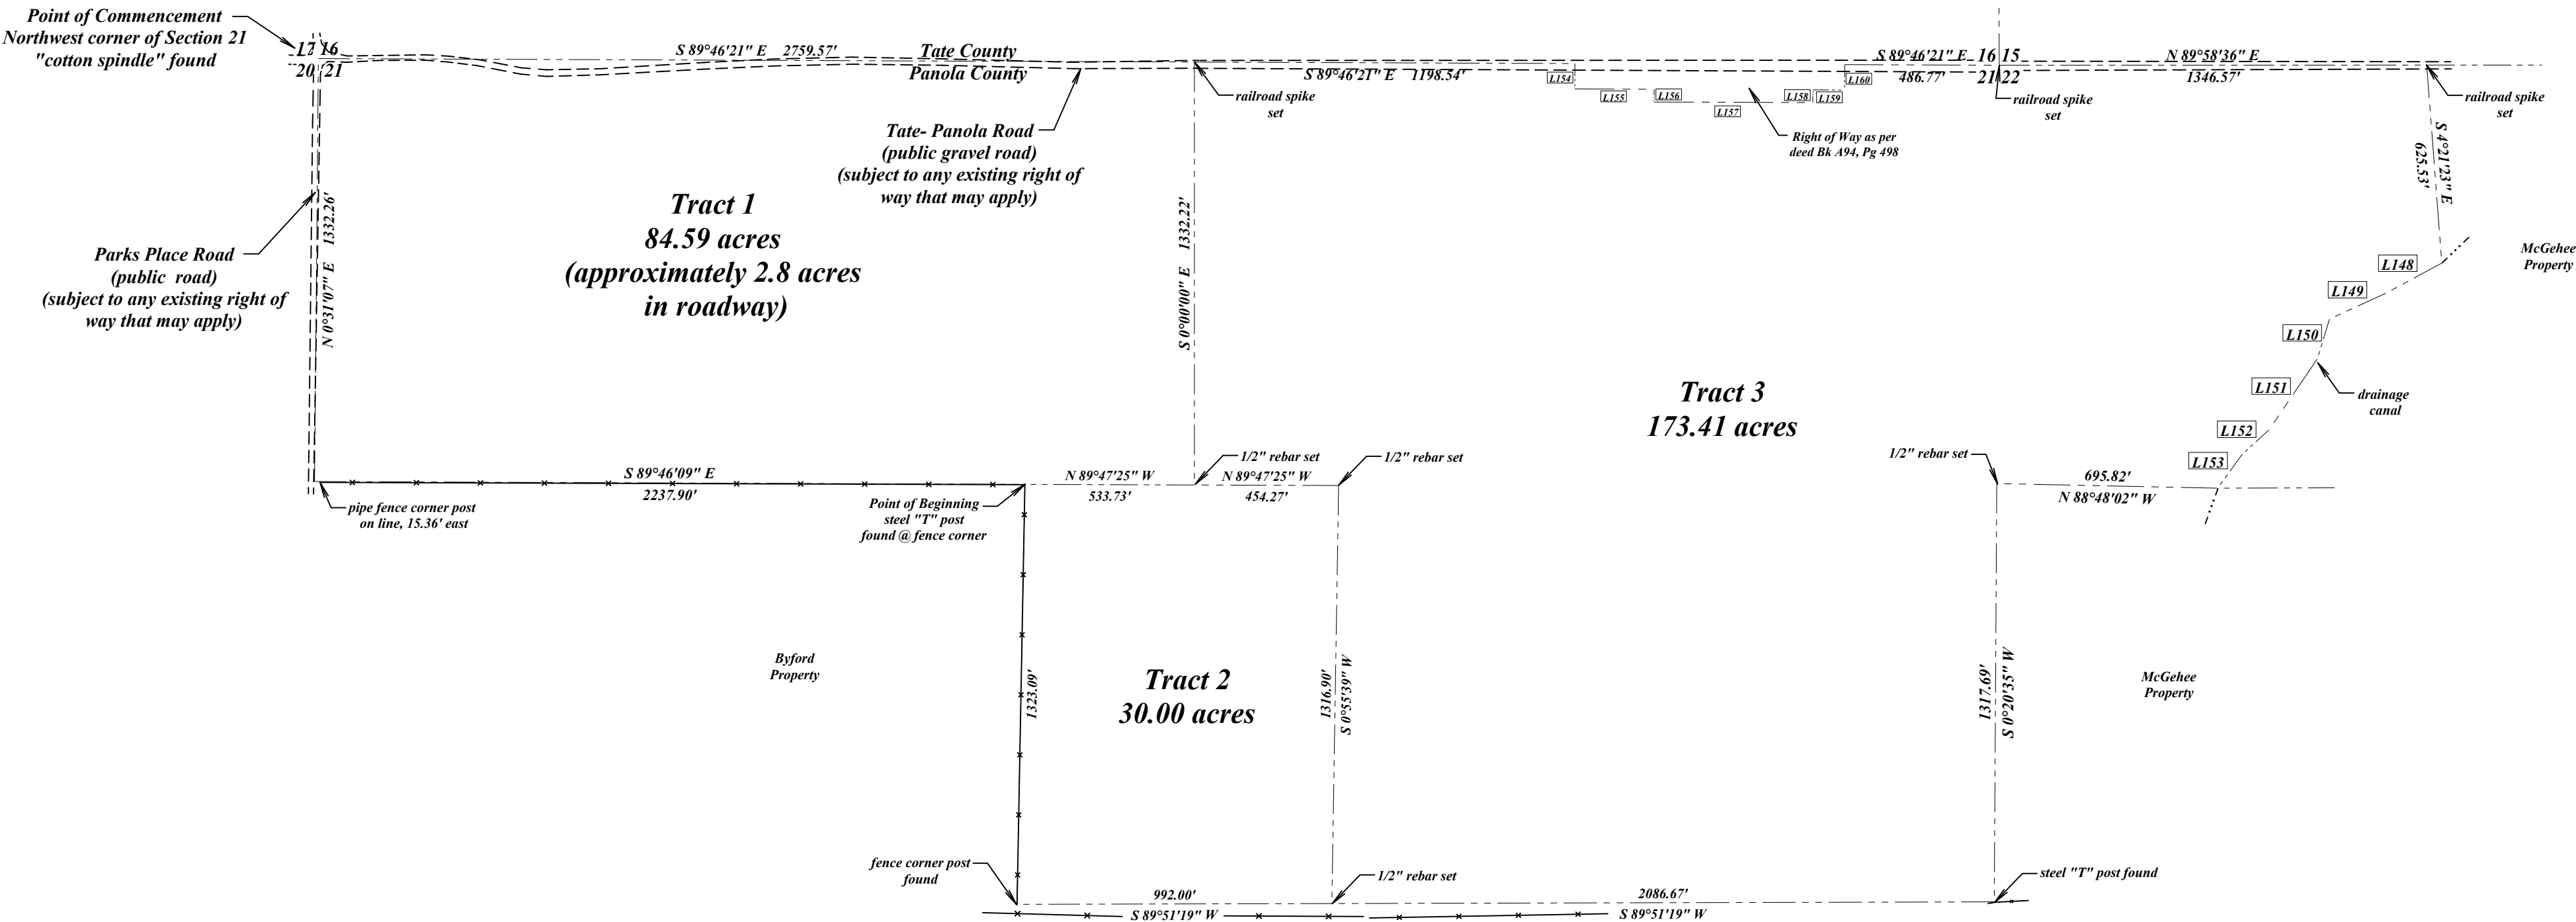 Point of Commencement
Northwest corner of Section 21
"cotton spindle" found
17 16
20 21
S 89°46'21" E 2759.57'
Tate County
Panola County
S 89°46'21" E 1198.54'
L154
L155
L156
L157
L158
L159
L160
S 89°46'21" E
486.77'
16 15
21 22
N 89°58'36" E
1346.57'
railroad spike
set
railroad spike
set
railroad spike
set
Right of Way as per
deed Bk A94, Pg 498
Tate- Panola Road
(public gravel road)
(subject to any existing right of
way that may apply)
S 4°21'23" E
625.53'
Parks Place Road
(public road)
(subject to any existing right of
way that may apply)
N 0°31'07" E 1332.26'
Tract 1
84.59 acres
(approximately 2.8 acres
in roadway)
S 0°00'00" E 1332.22'
McGehee
Property
L148
L149
L150
L151
L152
L153
drainage
canal
Tract 3
173.41 acres
S 89°46'09" E
2237.90'
pipe fence corner post
on line, 15.36' east
Point of Beginning
steel "T" post
found @ fence corner
N 89°47'25" W
533.73'
1/2" rebar set
N 89°47'25" W
454.27'
1/2" rebar set
1/2" rebar set
695.82'
N 88°48'02" W
Byford
Property
1323.09'
Tract 2
30.00 acres
1316.90'
S 0°55'39" W
1317.69'
S 0°20'35" W
McGehee
Property
fence corner post
found
992.00'
S 89°51'19" W
1/2" rebar set
2086.67'
S 89°51'19" W
steel "T" post found